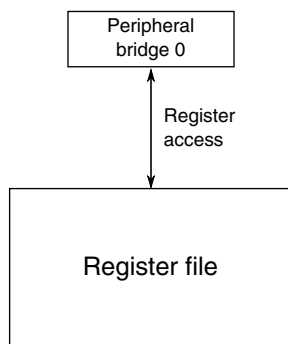 Peripheral
bridge 0
Register
access
Register file